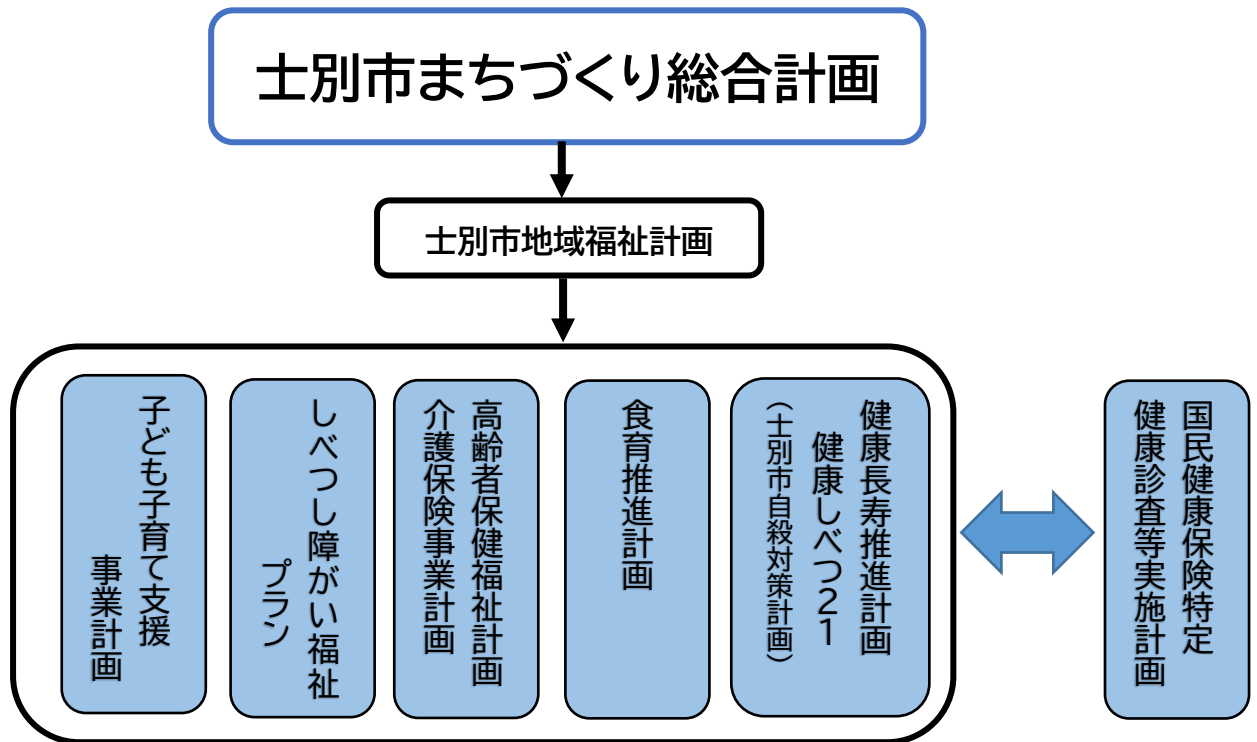 士別市まちづくり総合計画
士別市地域福祉計画
子ども子育て支援
事業計画
しべつし障がい福祉
プラン
高齢者保健福祉計画
介護保険事業計画
食育推進計画
健康長寿推進計画
健康しべつ21
（士別市自殺対策計画）
国民健康保険特定
健康診査等実施計画